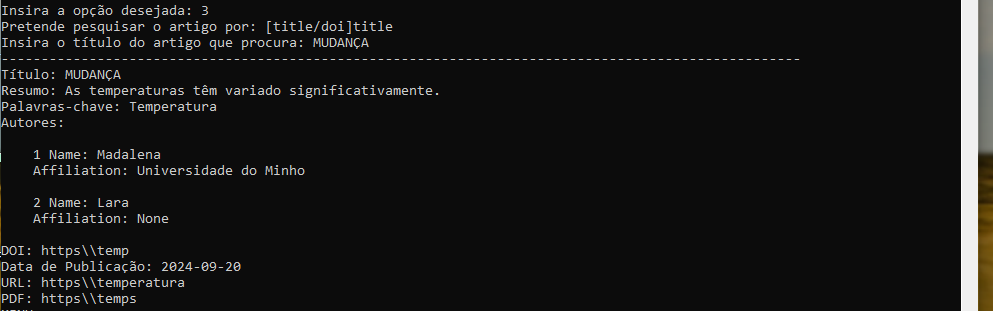 Insira a opção desejada: 3
Pretende pesquisar o artigo por: [title/doi]title
Insira o título do artigo que procura: MUDANÇA
----------------------------------------------------------------------------------------------------
Título: MUDANÇA
Resumo: As temperaturas têm variado significativamente.
Palavras-chave: Temperatura
Autores:
1 Name: Madalena
Affiliation: Universidade do Minho
2 Name: Lara
Affiliation: None
DOI: https\\temp
Data de Publicação: 2024-09-20
URL: https\\temperatura
PDF: https\\temps